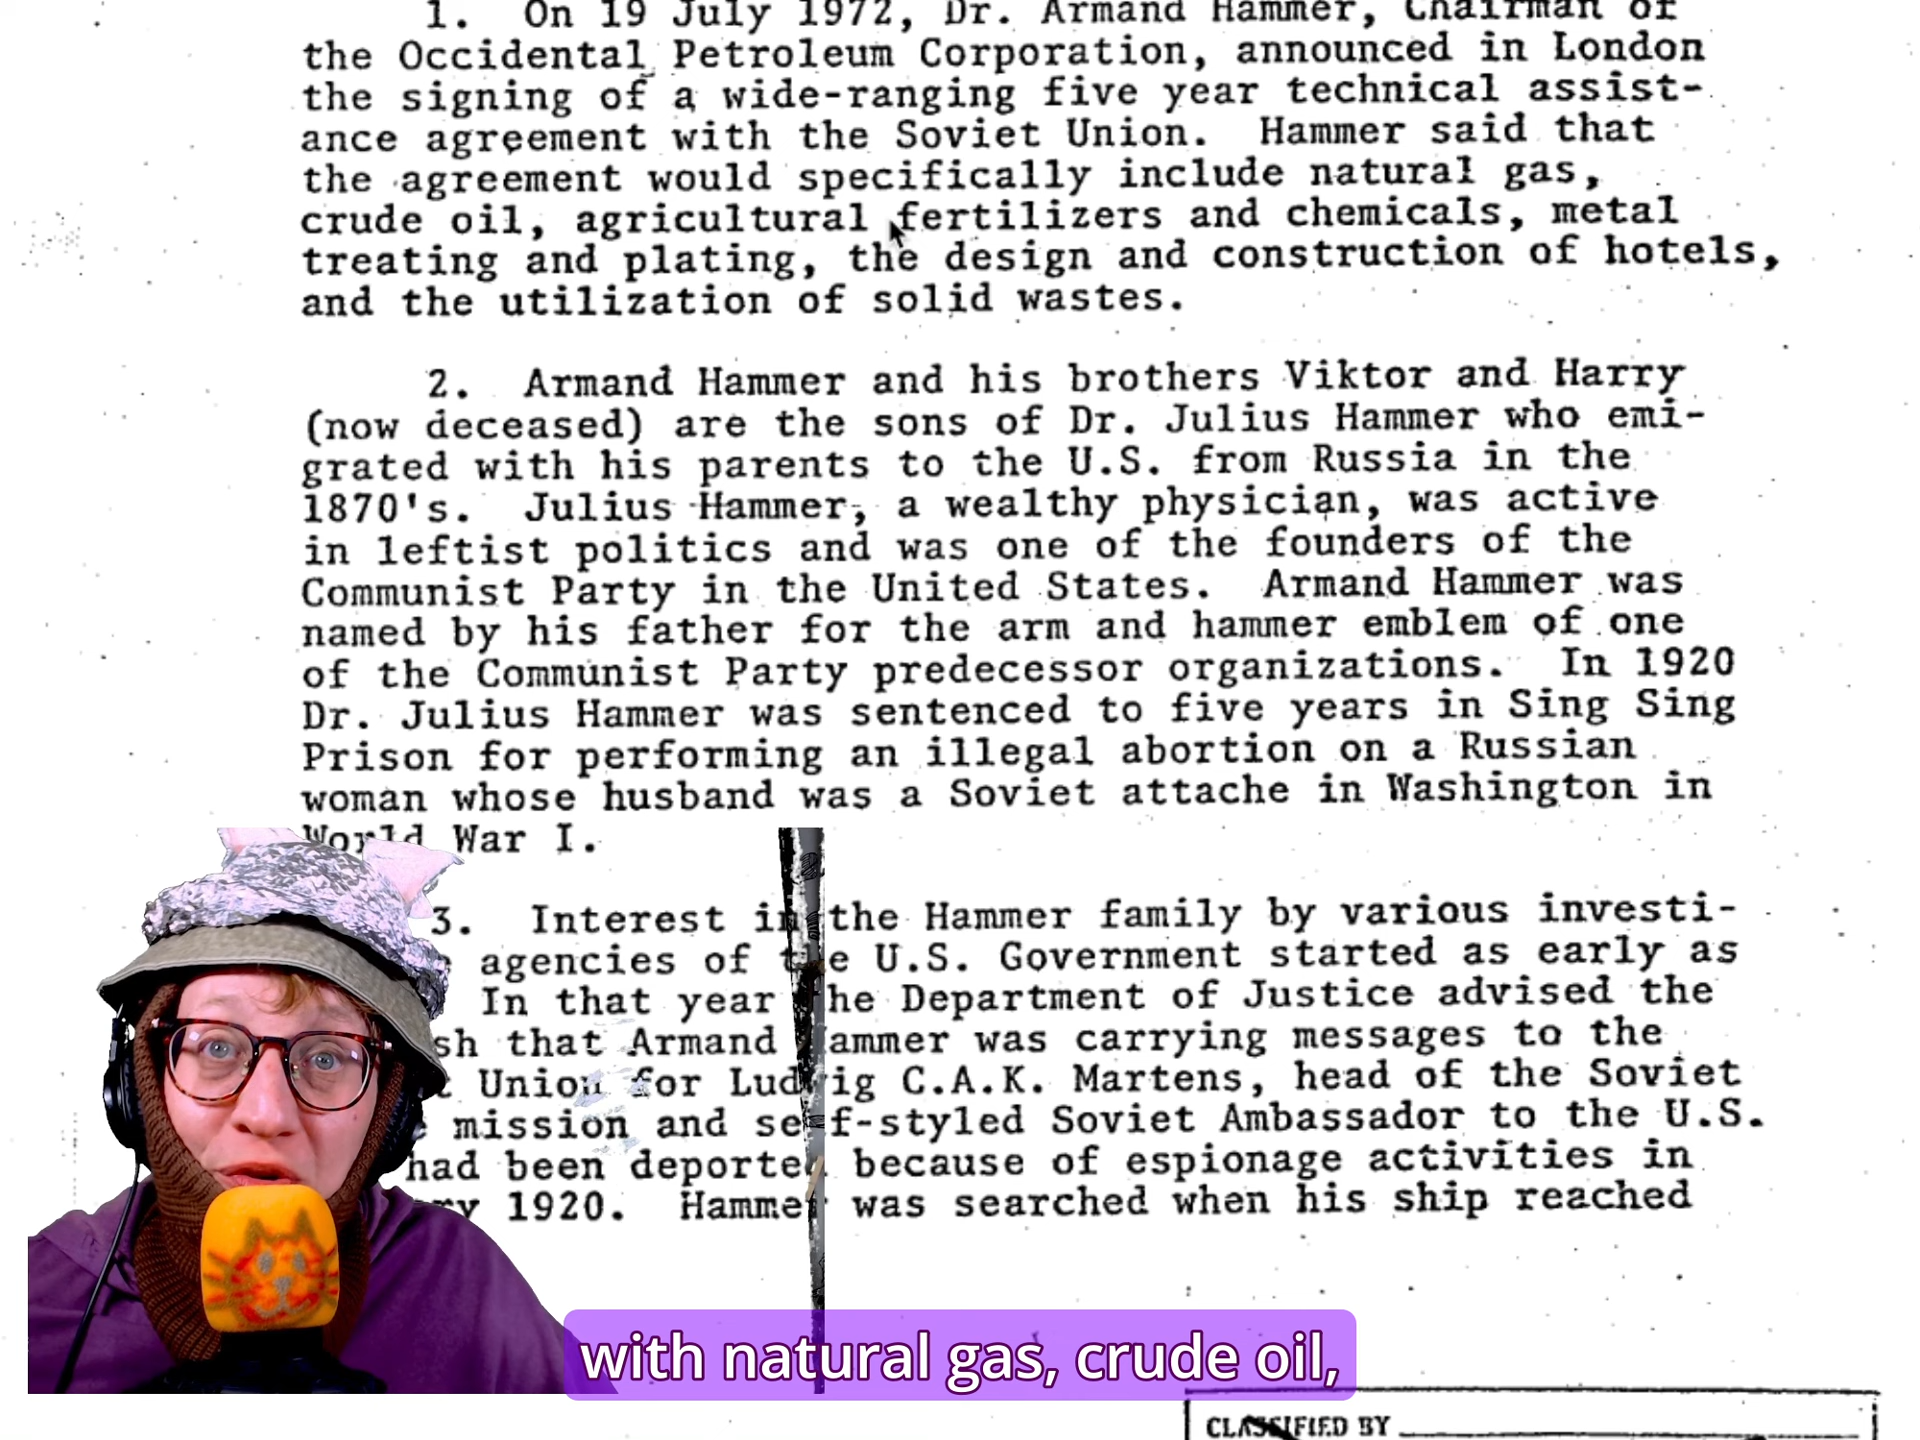 1. On 19 July 1972, Dr. Armand Hammer, Chairman of
the Occidental Petroleum Corporation, announced in London
the signing of a wide-ranging five year technical assist-
ance agreement with the Soviet Union. Hammer said that
the agreement would specifically include natural gas,
crude oil, agricultural fertilizers and chemicals, metal
treating and plating, the design and construction of hotels,
and the utilization of solid wastes.
2. Armand Hammer and his brothers Viktor and Harry
(now deceased) are the sons of Dr. Julius Hammer who emi-
grated with his parents to the U.S. from Russia in the
1870's. Julius Hammer, a wealthy physician, was active
in leftist politics and was one of the founders of the
Communist Party in the United States. Armand Hammer was
named by his father for the arm and hammer emblem of one
of the Communist Party predecessor organizations. In 1920
Dr. Julius Hammer was sentenced to five years in Sing Sing
Prison for performing an illegal abortion on a Russian
woman whose husband was a Soviet attache in Washington in
World War I.
3. Interest in the Hammer family by various investi-
agencies of the U.S. Government started as early as
In that year the Department of Justice advised the
that Armand Hammer was carrying messages to the
Union for Ludwig C.A.K. Martens, head of the Soviet
mission and self-styled Soviet Ambassador to the U.S.
had been deported because of espionage activities in
1920. Hammer was searched when his ship reached
with natural gas, crude oil,
CLASSIFIED BY